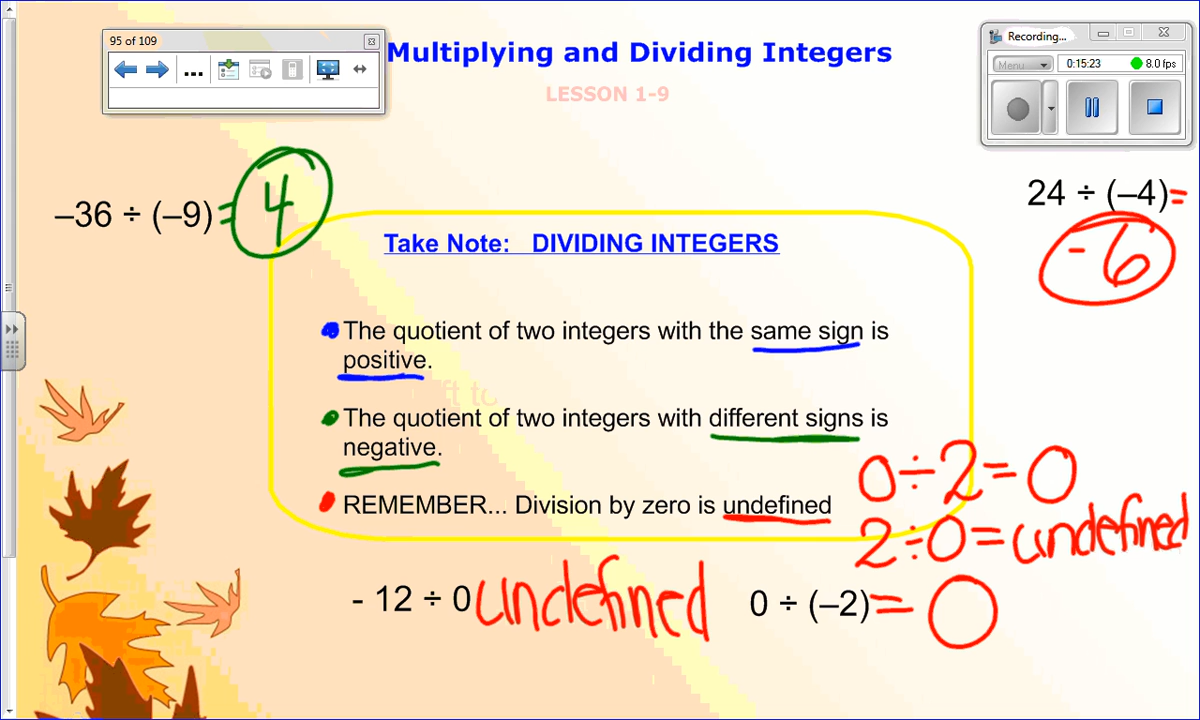 95 of 109
Multiplying and Dividing Integers
LESSON 1-9
Recording...
Menu
0:15:23
8.0 fps
–36 ÷ (–9)= 4
24 ÷ (–4)=
-6
Take Note: DIVIDING INTEGERS
The quotient of two integers with the same sign is
positive.
The quotient of two integers with different signs is
negative.
REMEMBER... Division by zero is undefined
0÷2=0
2÷0=undefined
- 12 ÷ 0 undefined
0 ÷ (–2)= 0